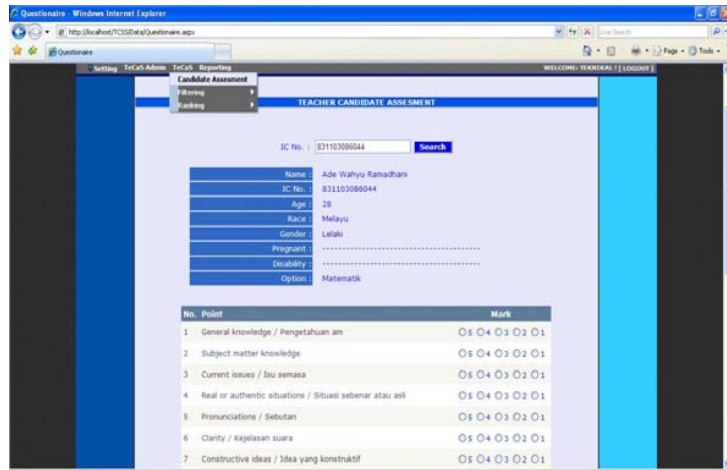 Questionaire - Windows Internet Explorer
http://localhost/TCSS/Data/Questionaire.aspx
Live Search
Questionaire
Page
Tools
Setting TeCaS Admin TeCaS Reporting
WELCOME: TEKNIKAL ! [ LOGOUT ]
Candidate Assesment
Filtering
Ranking
TEACHER CANDIDATE ASSESMENT
IC No. : 831103086044 Search
Name : Ade Wahyu Ramadhani
IC No. : 831103086044
Age : 28
Race : Melayu
Gender : Lelaki
Pregnant : ----------------------------------------
Disability : ----------------------------------------
Option : Matematik
No. Point Mark
1 General knowledge / Pengetahuan am 5 4 3 2 1
2 Subject matter knowledge 5 4 3 2 1
3 Current issues / Isu semasa 5 4 3 2 1
4 Real or authentic situations / Situasi sebenar atau asli 5 4 3 2 1
5 Pronunciations / Sebutan 5 4 3 2 1
6 Clarity / Kejelasan suara 5 4 3 2 1
7 Constructive ideas / Idea yang konstruktif 5 4 3 2 1